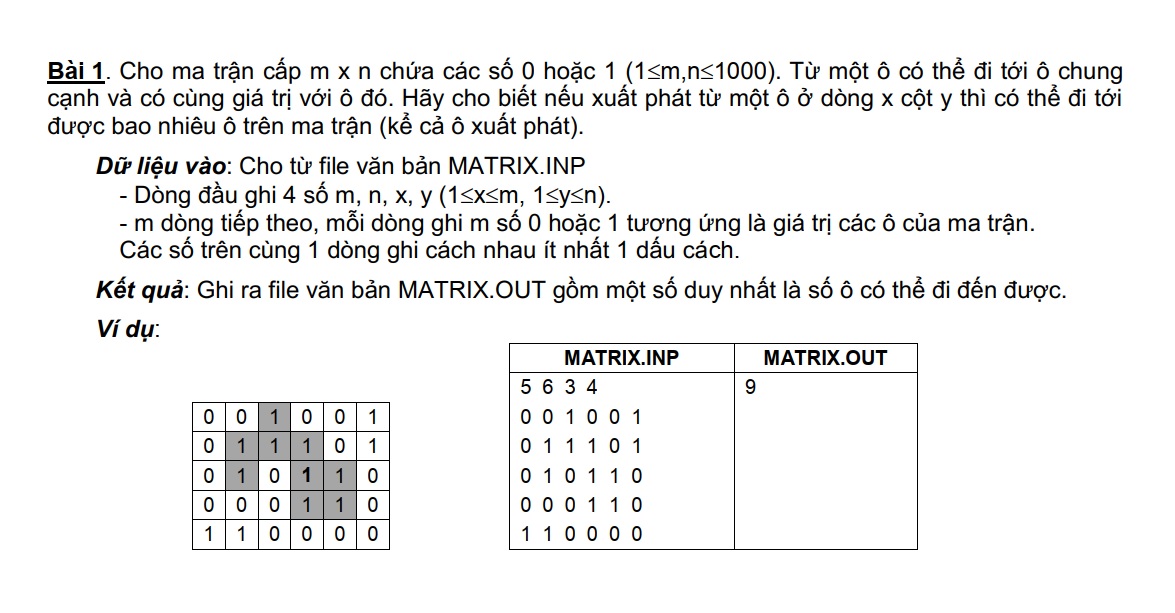 Bài 1. Cho ma trận cấp m x n chứa các số 0 hoặc 1 (1≤m,n≤1000). Từ một ô có thể đi tới ô chung
cạnh và có cùng giá trị với ô đó. Hãy cho biết nếu xuất phát từ một ô ở dòng x cột y thì có thể đi tới
được bao nhiêu ô trên ma trận (kể cả ô xuất phát).
Dữ liệu vào: Cho từ file văn bản MATRIX.INP
- Dòng đầu ghi 4 số m, n, x, y (1≤x≤m, 1≤y≤n).
- m dòng tiếp theo, mỗi dòng ghi m số 0 hoặc 1 tương ứng là giá trị các ô của ma trận.
Các số trên cùng 1 dòng ghi cách nhau ít nhất 1 dấu cách.
Kết quả: Ghi ra file văn bản MATRIX.OUT gồm một số duy nhất là số ô có thể đi đến được.
Ví dụ:
0 0 1 0 0 1
0 1 1 1 0 1
0 1 0 1 1 0
0 0 0 1 1 0
1 1 0 0 0 0
MATRIX.INP MATRIX.OUT
5 6 3 4 9
0 0 1 0 0 1
0 1 1 1 0 1
0 1 0 1 1 0
0 0 0 1 1 0
1 1 0 0 0 0